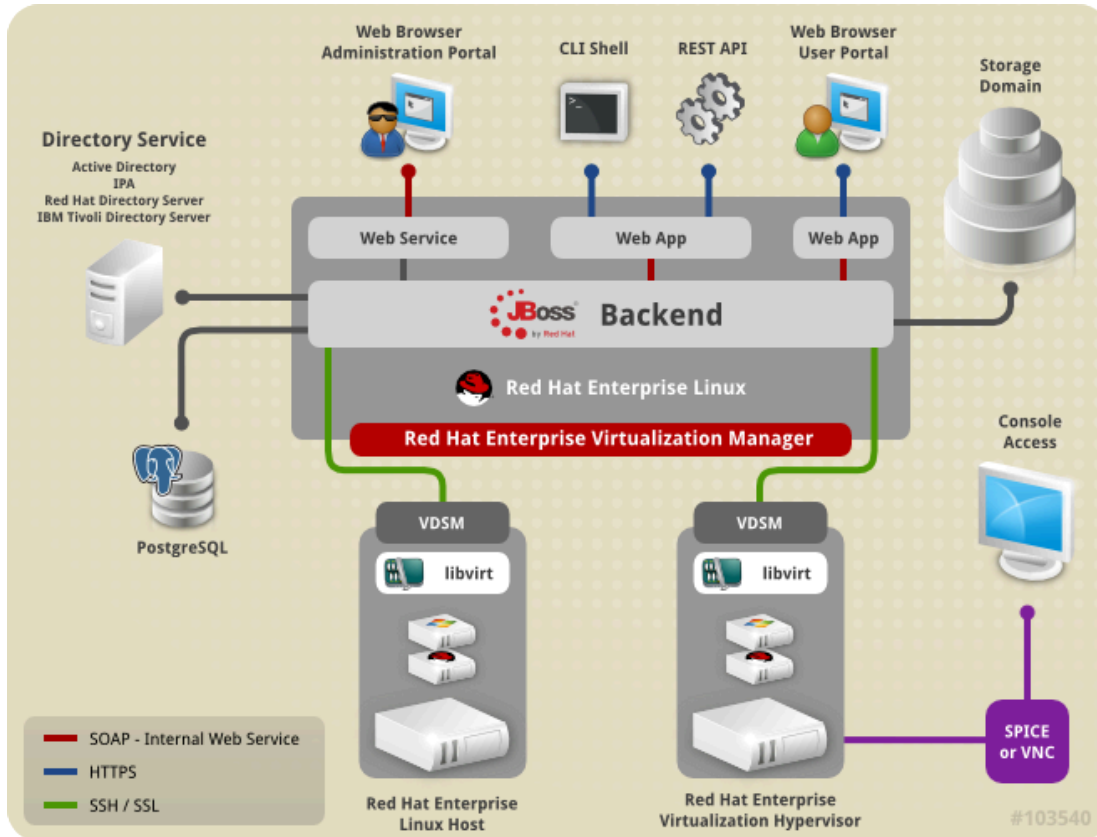 Web Browser
Administration Portal
CLI Shell
REST API
Web Browser
User Portal
Storage
Domain
Directory Service
Active Directory
IPA
Red Hat Directory Server
IBM Tivoli Directory Server
Web Service
Web App
Web App
JBoss
by Red Hat
Backend
Red Hat Enterprise Linux
Red Hat Enterprise Virtualization Manager
Console
Access
PostgreSQL
VDSM
libvirt
VDSM
libvirt
SPICE
or VNC
SOAP - Internal Web Service
HTTPS
SSH / SSL
Red Hat Enterprise
Linux Host
Red Hat Enterprise
Virtualization Hypervisor
#103540